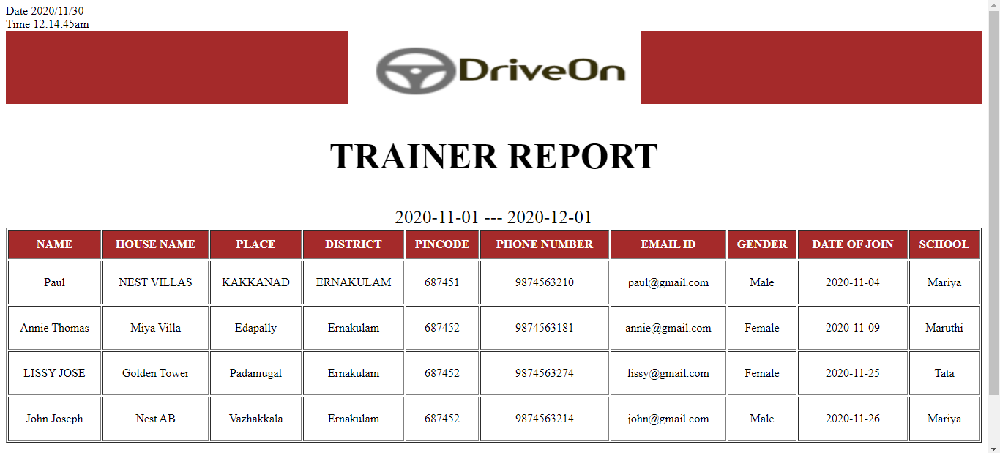 Date 2020/11/30
Time 12:14:45am
DriveOn
TRAINER REPORT
2020-11-01 --- 2020-12-01
NAME HOUSE NAME PLACE DISTRICT PINCODE PHONE NUMBER EMAIL ID GENDER DATE OF JOIN SCHOOL
Paul NEST VILLAS KAKKANAD ERNAKULAM 687451 9874563210 paul@gmail.com Male 2020-11-04 Mariya
Annie Thomas Miya Villa Edapally Ernakulam 687452 9874563181 annie@gmail.com Female 2020-11-09 Maruthi
LISSY JOSE Golden Tower Padamugal Ernakulam 687452 9874563274 lissy@gmail.com Female 2020-11-25 Tata
John Joseph Nest AB Vazhakkala Ernakulam 687452 9874563214 john@gmail.com Male 2020-11-26 Mariya